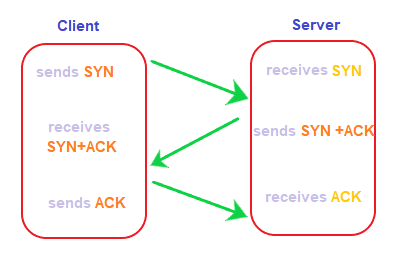 Client
Server
sends SYN
receives SYN
receives
SYN+ACK
sends SYN +ACK
sends ACK
receives ACK